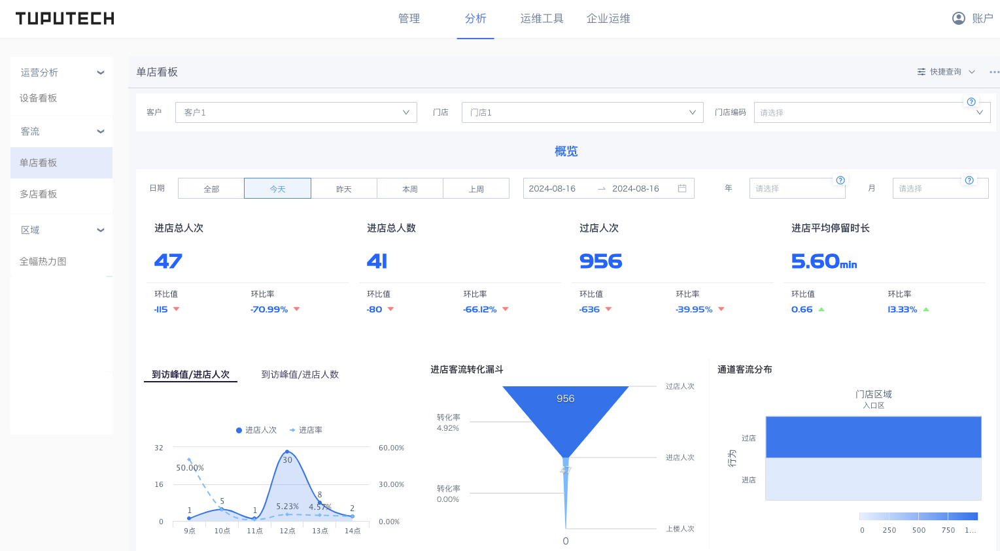 TUPUTECH
管理 分析 运维工具 企业运维 账户
运营分析
设备看板
客流
单店看板
多店看板
区域
全幅热力图
单店看板 快捷查询 ...
客户 客户1 门店 门店1 门店编码 请选择 ?
概览
日期 全部 今天 昨天 本周 上周 2024-08-16 → 2024-08-16 年 请选择 ? 月 请选择 ?
进店总人次 进店总人数 过店人次 进店平均停留时长
47 41 956 5.60min
环比值 环比率 环比值 环比率 环比值 环比率 环比值 环比率
-115 -70.99% -80 -66.12% -636 -39.95% 0.66 13.33%
到访峰值/进店人次 到访峰值/进店人数
进店人次 进店率
32 60.00%
16 30.00%
0 0.00%
50.00%
30
1 5 1 5.23% 8 4.57% 2
9点 10点 11点 12点 13点 14点
进店客流转化漏斗
过店人次
956
转化率
4.92%
进店人次
47
转化率
0.00%
上楼人次
0
通道客流分布
门店区域
入口区
过店
行为
进店
0 250 500 750 1...